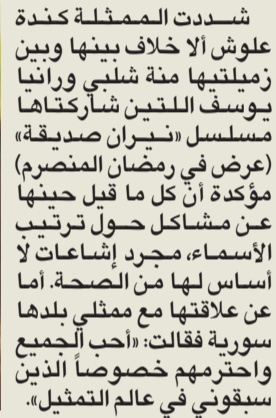 شددت الممثلة كندة
علوش ألا خلاف بينها وبين
زميلتيها منة شلبي ورانيا
يوسف اللتين شاركتاها
مسلسل «نيران صديقة»
(عرض في رمضان المنصرم)
مؤكدة أن كل ما قيل حينها
عن مشاكل حول ترتيب
الأسماء، مجرد إشاعات لا
أساس لها من الصحة. أما
عن علاقتها مع ممثلي بلدها
سورية فقالت: «أحب الجميع
واحترمهم خصوصاً الذين
سبقوني في عالم التمثيل».